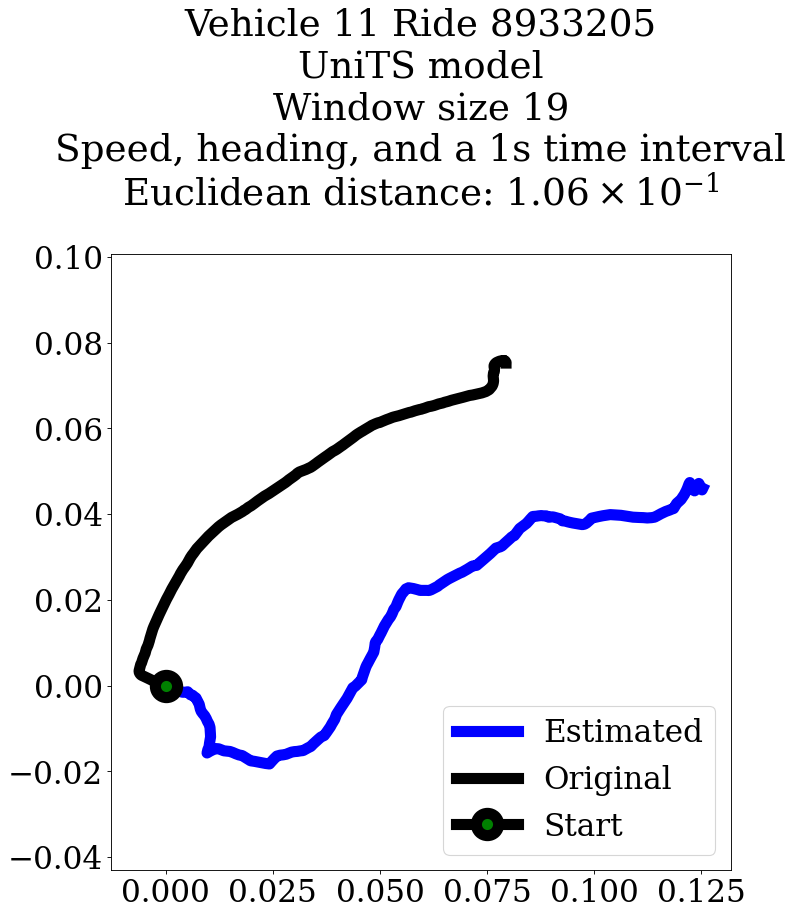 Vehicle 11 Ride 8933205
UniTS model
Window size 19
Speed, heading, and a 1s time interval
Euclidean distance: 1.06 × 10⁻¹
0.10
0.08
0.06
0.04
0.02
0.00
−0.02
−0.04
Estimated
Original
Start
0.000 0.025 0.050 0.075 0.100 0.125